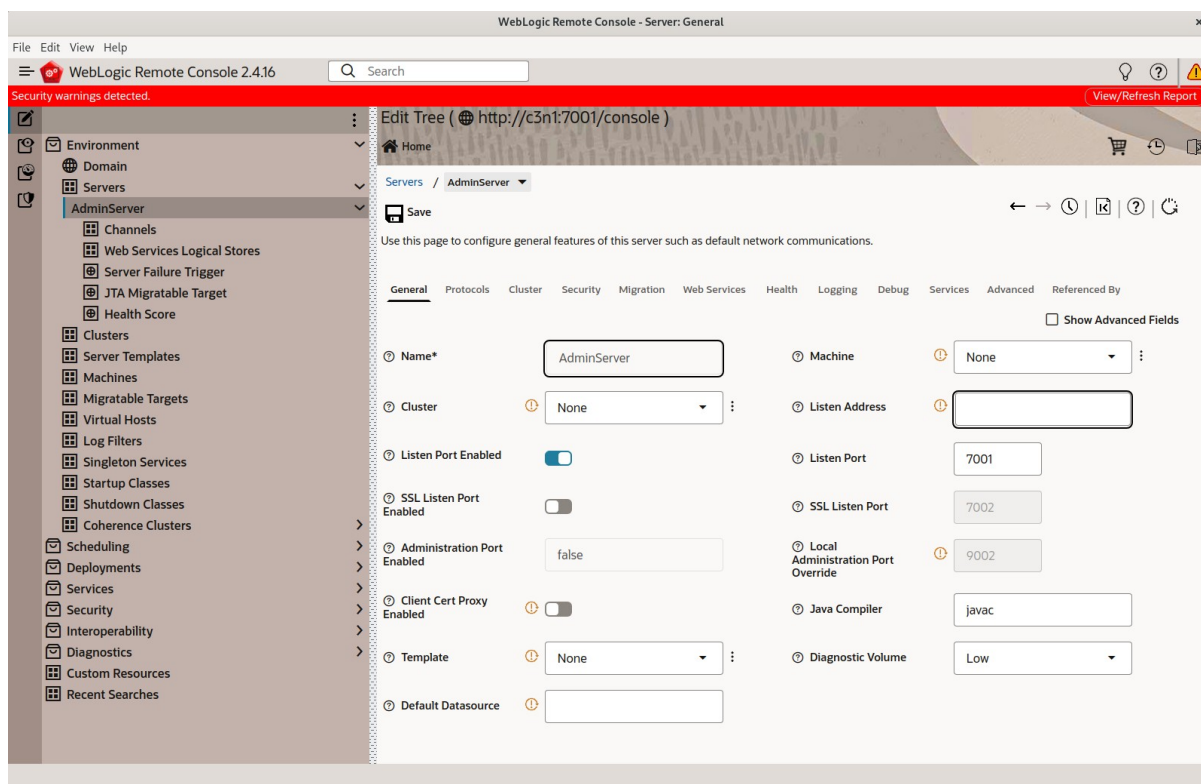 WebLogic Remote Console - Server: General
File Edit View Help
WebLogic Remote Console 2.4.16
Search
Security warnings detected.
View/Refresh Report
Environment
Domain
Servers
AdminServer
Channels
Web Services Logical Stores
Server Failure Trigger
JTA Migratable Target
Health Score
Clusters
Server Templates
Machines
Migratable Targets
Virtual Hosts
Log Filters
Singleton Services
Startup Classes
Shutdown Classes
Coherence Clusters
Scheduling
Deployments
Services
Security
Interoperability
Diagnostics
Custom Resources
Recent Searches
Edit Tree ( http://c3n1:7001/console )
Home
Servers / AdminServer
Save
Use this page to configure general features of this server such as default network communications.
General Protocols Cluster Security Migration Web Services Health Logging Debug Services Advanced Referenced By
Show Advanced Fields
Name* AdminServer
Machine None
Cluster None
Listen Address
Listen Port Enabled
Listen Port 7001
SSL Listen Port
Enabled
SSL Listen Port 7002
Administration Port
Enabled
false
Local
Administration Port
Override
9002
Client Cert Proxy
Enabled
Java Compiler javac
Template None
Diagnostic Volume Low
Default Datasource